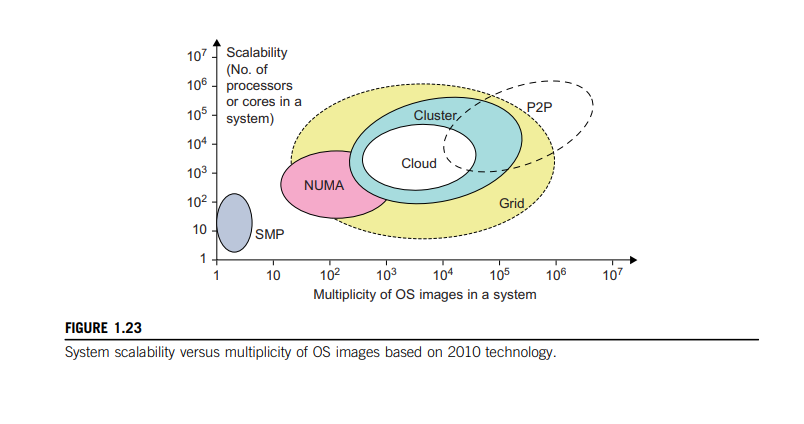 Scalability
(No. of
processors
or cores in a
system)
10⁷
10⁶
10⁵
10⁴
10³
10²
10
1
Cluster
P2P
Cloud
NUMA
Grid
SMP
1 10 10² 10³ 10⁴ 10⁵ 10⁶ 10⁷
Multiplicity of OS images in a system
FIGURE 1.23
System scalability versus multiplicity of OS images based on 2010 technology.